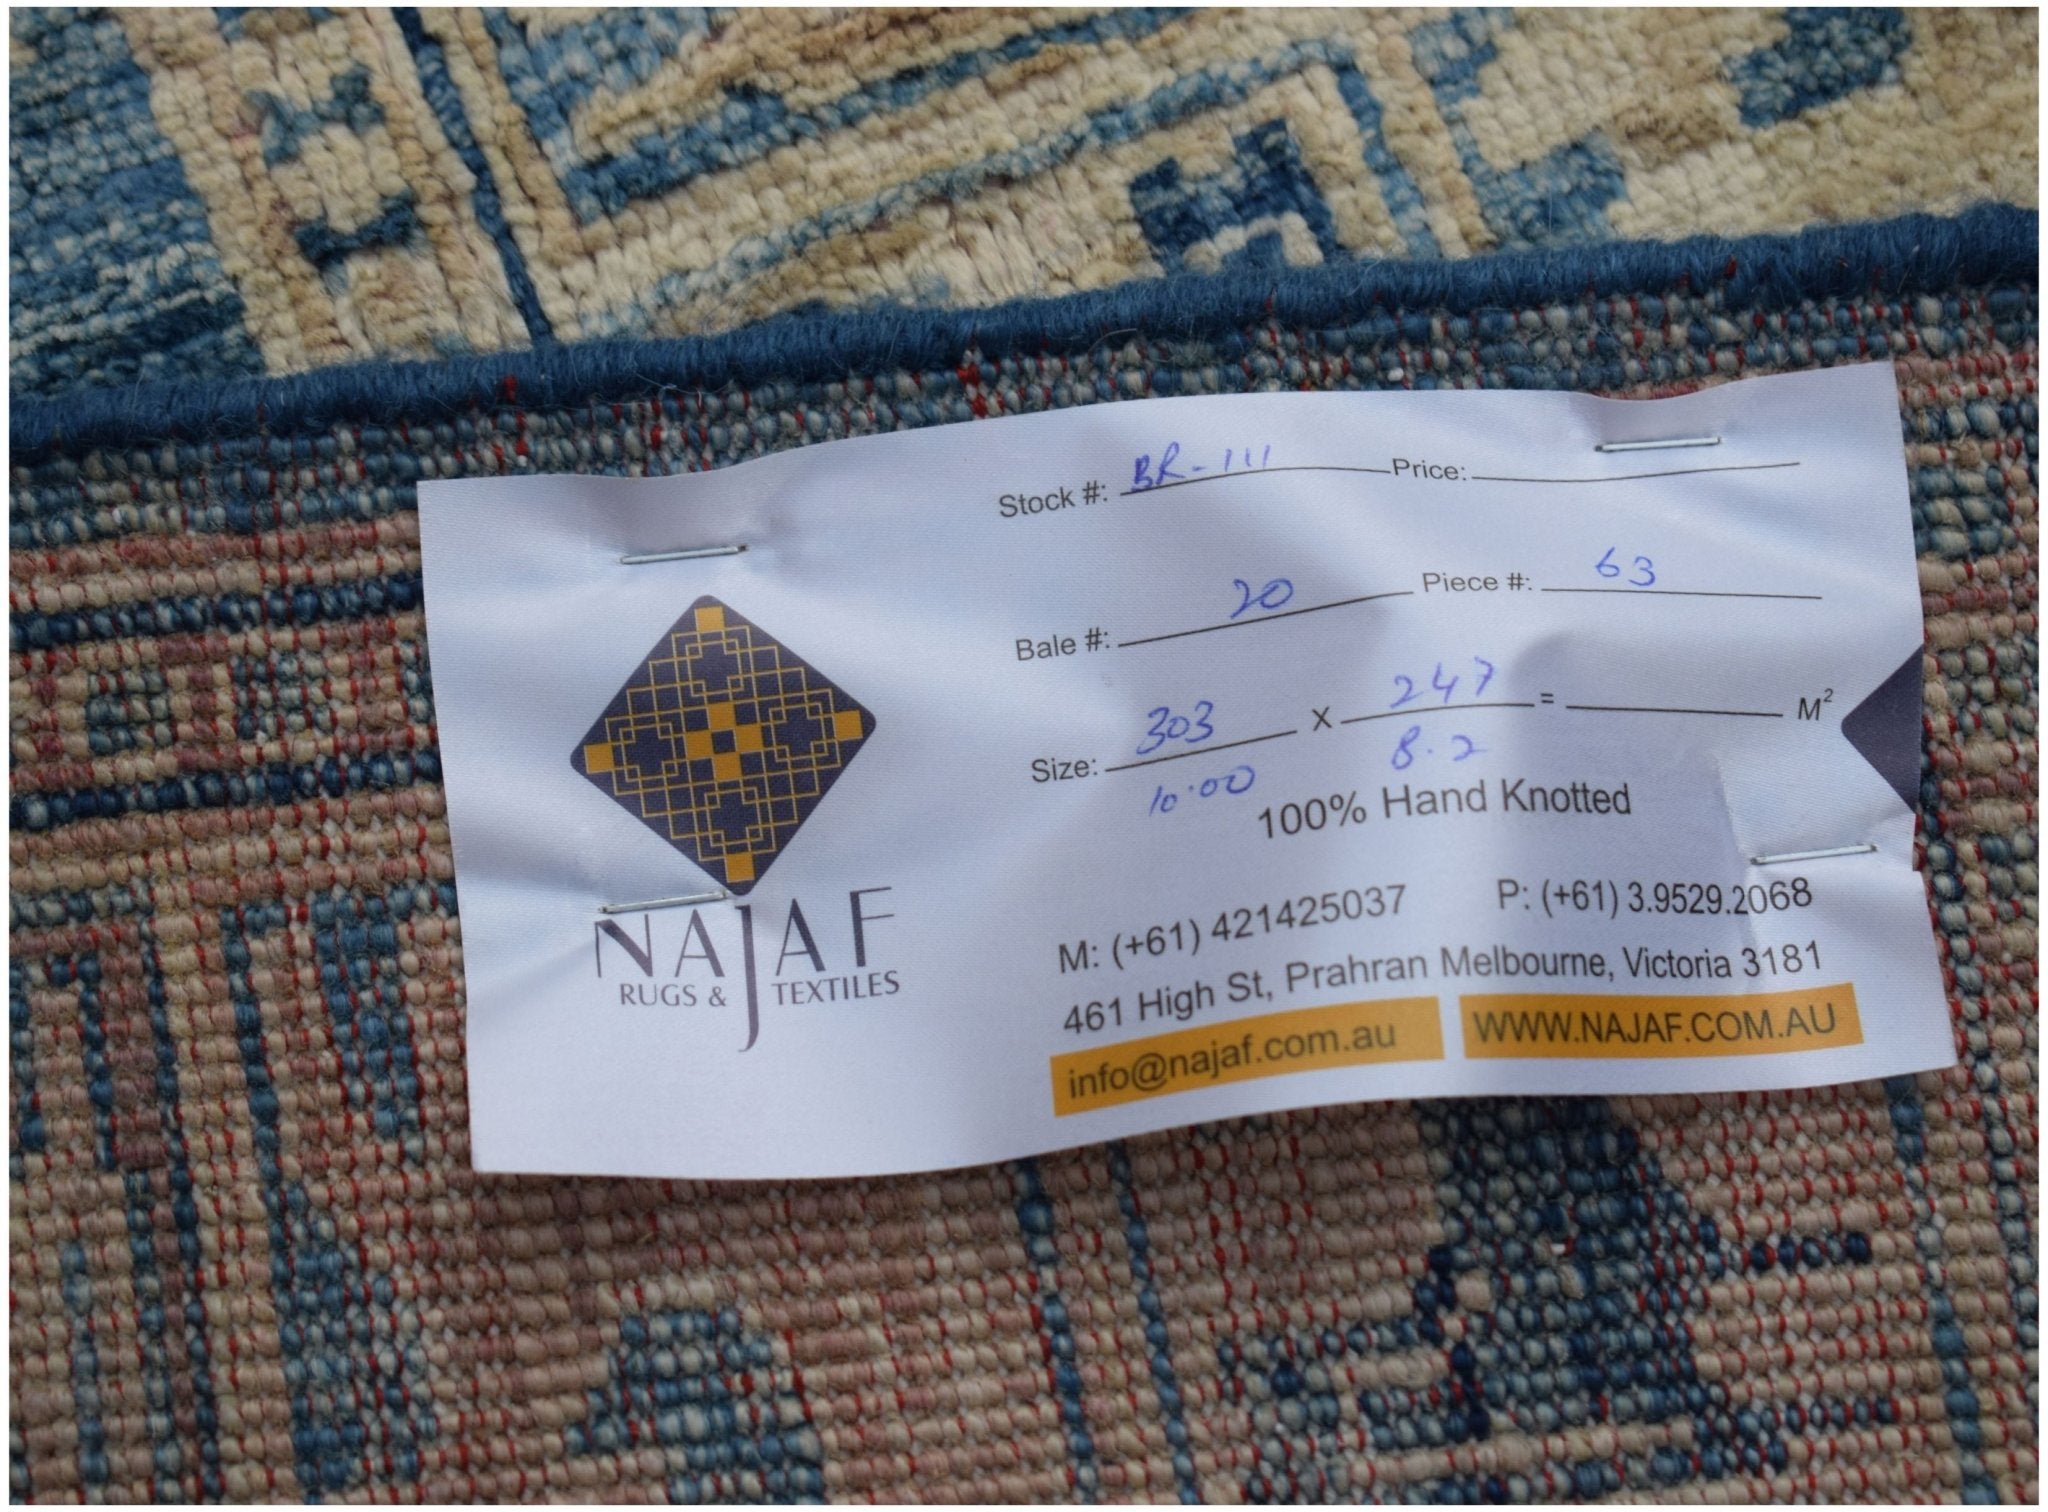 Stock #: BR-111 Price:
Bale #: 20 Piece #: 63
Size: 303 X 247 = M²
10.00 8.2
100% Hand Knotted
NAJAF
RUGS & TEXTILES
M: (+61) 421425037 P: (+61) 3.9529.2068
461 High St, Prahran Melbourne, Victoria 3181
info@najaf.com.au WWW.NAJAF.COM.AU